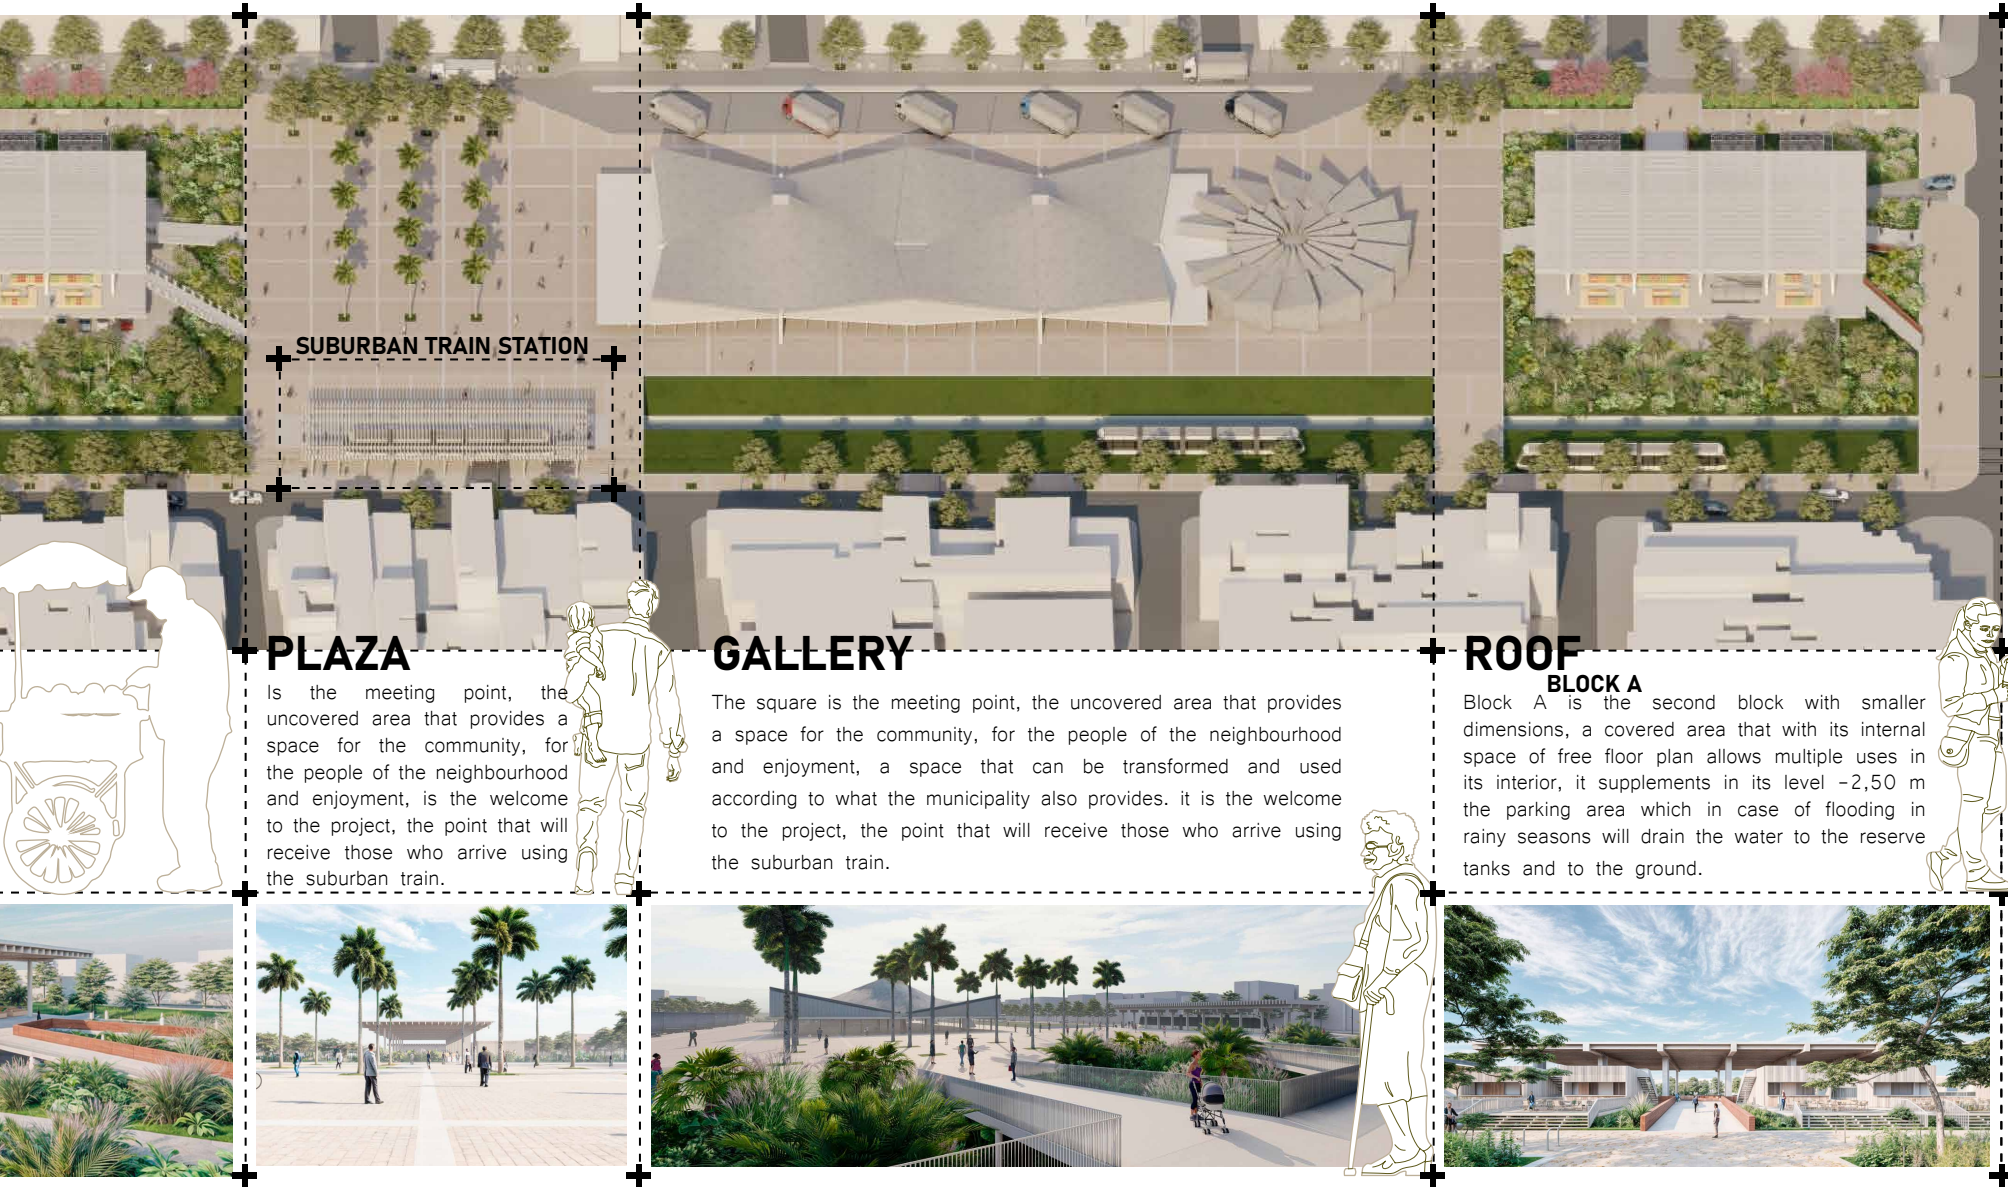 SUBURBAN TRAIN STATION
PLAZA
Is the meeting point, the
uncovered area that provides a
space for the community, for
the people of the neighbourhood
and enjoyment, is the welcome
to the project, the point that will
receive those who arrive using
the suburban train.
GALLERY
The square is the meeting point, the uncovered area that provides
a space for the community, for the people of the neighbourhood
and enjoyment, a space that can be transformed and used
according to what the municipality also provides. it is the welcome
to the project, the point that will receive those who arrive using
the suburban train.
ROOF
BLOCK A
Block A is the second block with smaller
dimensions, a covered area that with its internal
space of free floor plan allows multiple uses in
its interior, it supplements in its level -2,50 m
the parking area which in case of flooding in
rainy seasons will drain the water to the reserve
tanks and to the ground.